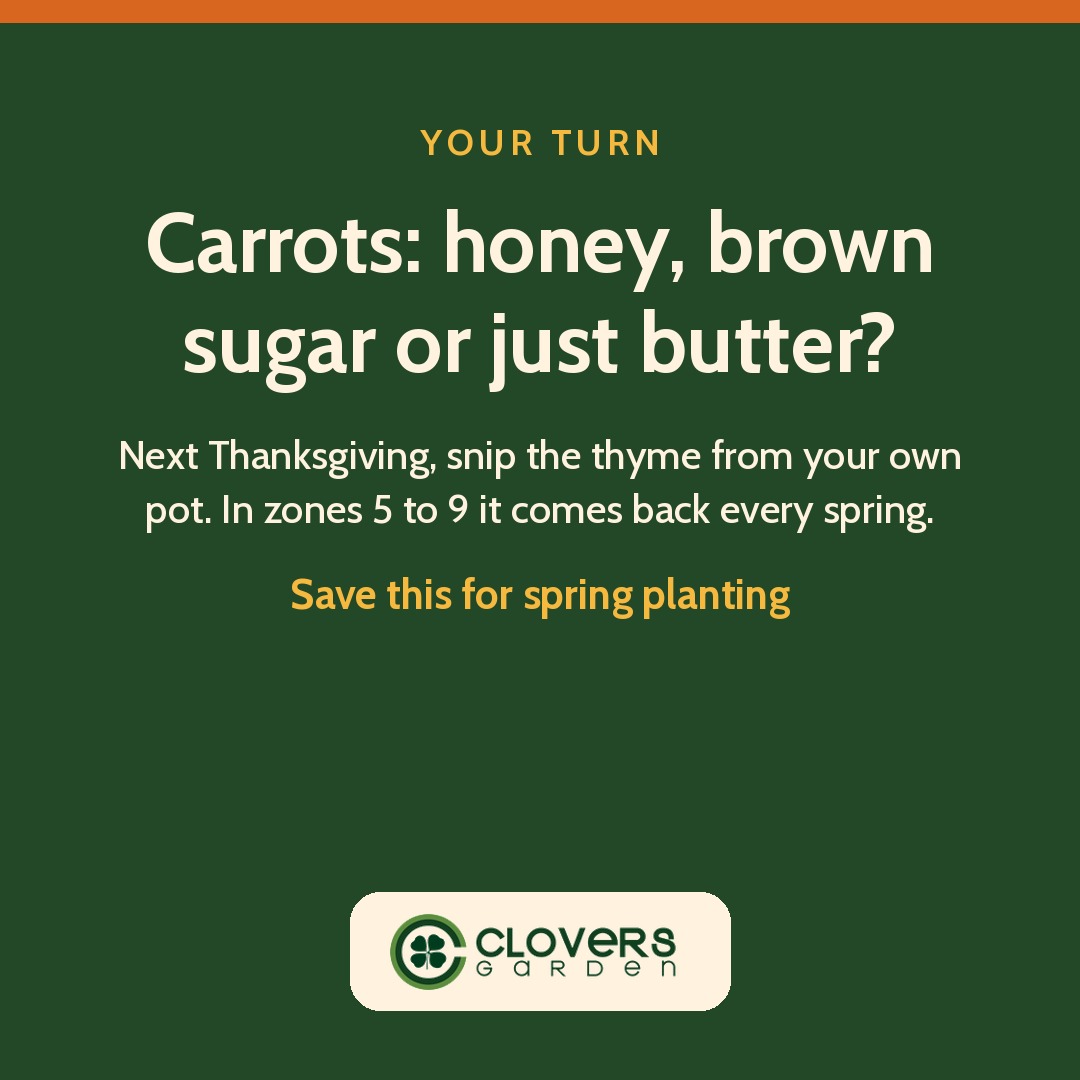 YOUR TURN
Carrots: honey, brown
sugar or just butter?
Next Thanksgiving, snip the thyme from your own
pot. In zones 5 to 9 it comes back every spring.
Save this for spring planting
CLOVERS
GARDEN